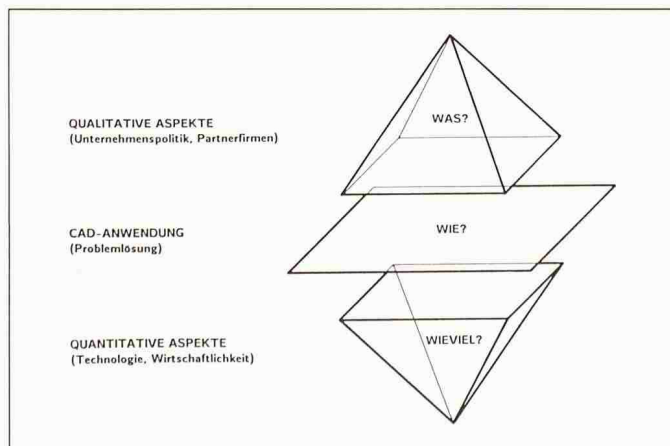 QUALITATIVE ASPEKTE
(Unternehmenspolitik, Partnerfirmen)
WAS?
CAD-ANWENDUNG
(Problemlösung)
WIE?
QUANTITATIVE ASPEKTE
(Technologie, Wirtschaftlichkeit)
WIEVIEL?